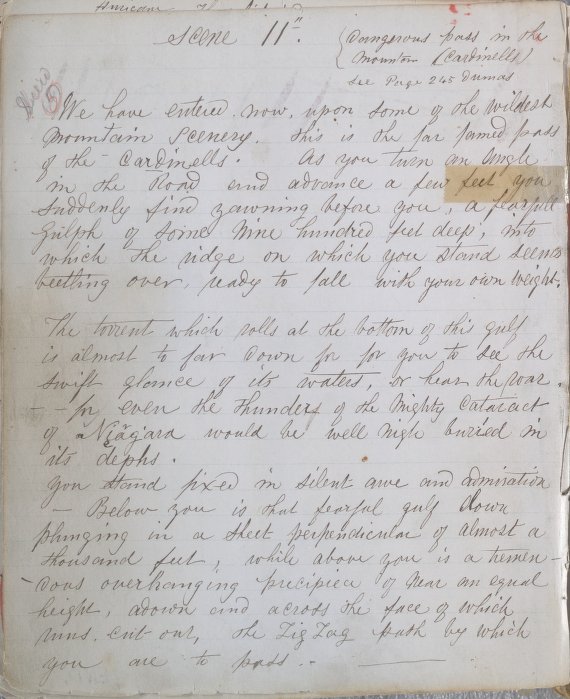 Scene 11"
Dangerous pass in the
Mountain (Cardinells)
See Page 245 Dumas
We have entered now, upon some of the wildest
Mountain Scenery. This is the far famed pass
of the Cardinells. As you turn an angle
in the Road and advance a few feet you
Suddenly find yawning before you, a fearful
Gulph of some Nine hundred feet deep, into
which the ridge on which you stand seems
beetling over, ready to fall with your own weight.
The torrent which rolls at the bottom of this gulf
is almost to far down for for you to see the
swift glance of its waters, or hear the roar.
- - for even the thunders of the Mighty Cataract
of Niagara would be well nigh buried in
its dephs.
You stand fixed in silent awe and admiration
- Below you is that fearful gulf down
plunging in a sheet perpendicular of almost a
thousand feet, while above you is a tremen-
dous overhanging precipice of near an equal
height, adown and across the face of which
runs, cut out, the Zig Zag path by which
you are to pass. -